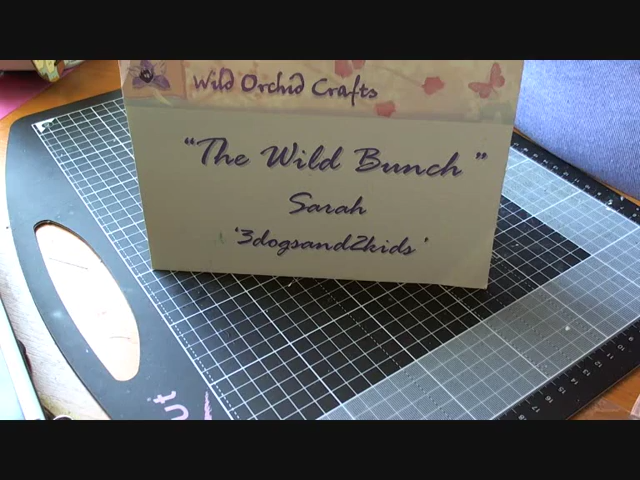 Wild Orchid Crafts
"The Wild Bunch"
Sarah
'3dogsand2kids'